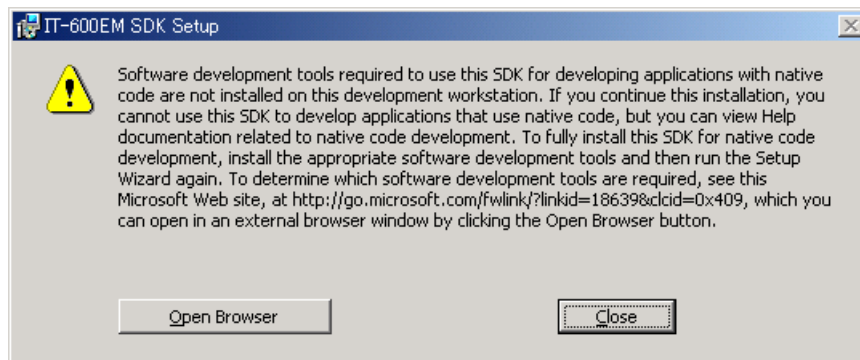 IT-600EM SDK Setup
Software development tools required to use this SDK for developing applications with native
code are not installed on this development workstation. If you continue this installation, you
cannot use this SDK to develop applications that use native code, but you can view Help
documentation related to native code development. To fully install this SDK for native code
development, install the appropriate software development tools and then run the Setup
Wizard again. To determine which software development tools are required, see this
Microsoft Web site, at http://go.microsoft.com/fwlink/?linkid=18639&clcid=0x409, which you
can open in an external browser window by clicking the Open Browser button.
Open Browser
Close